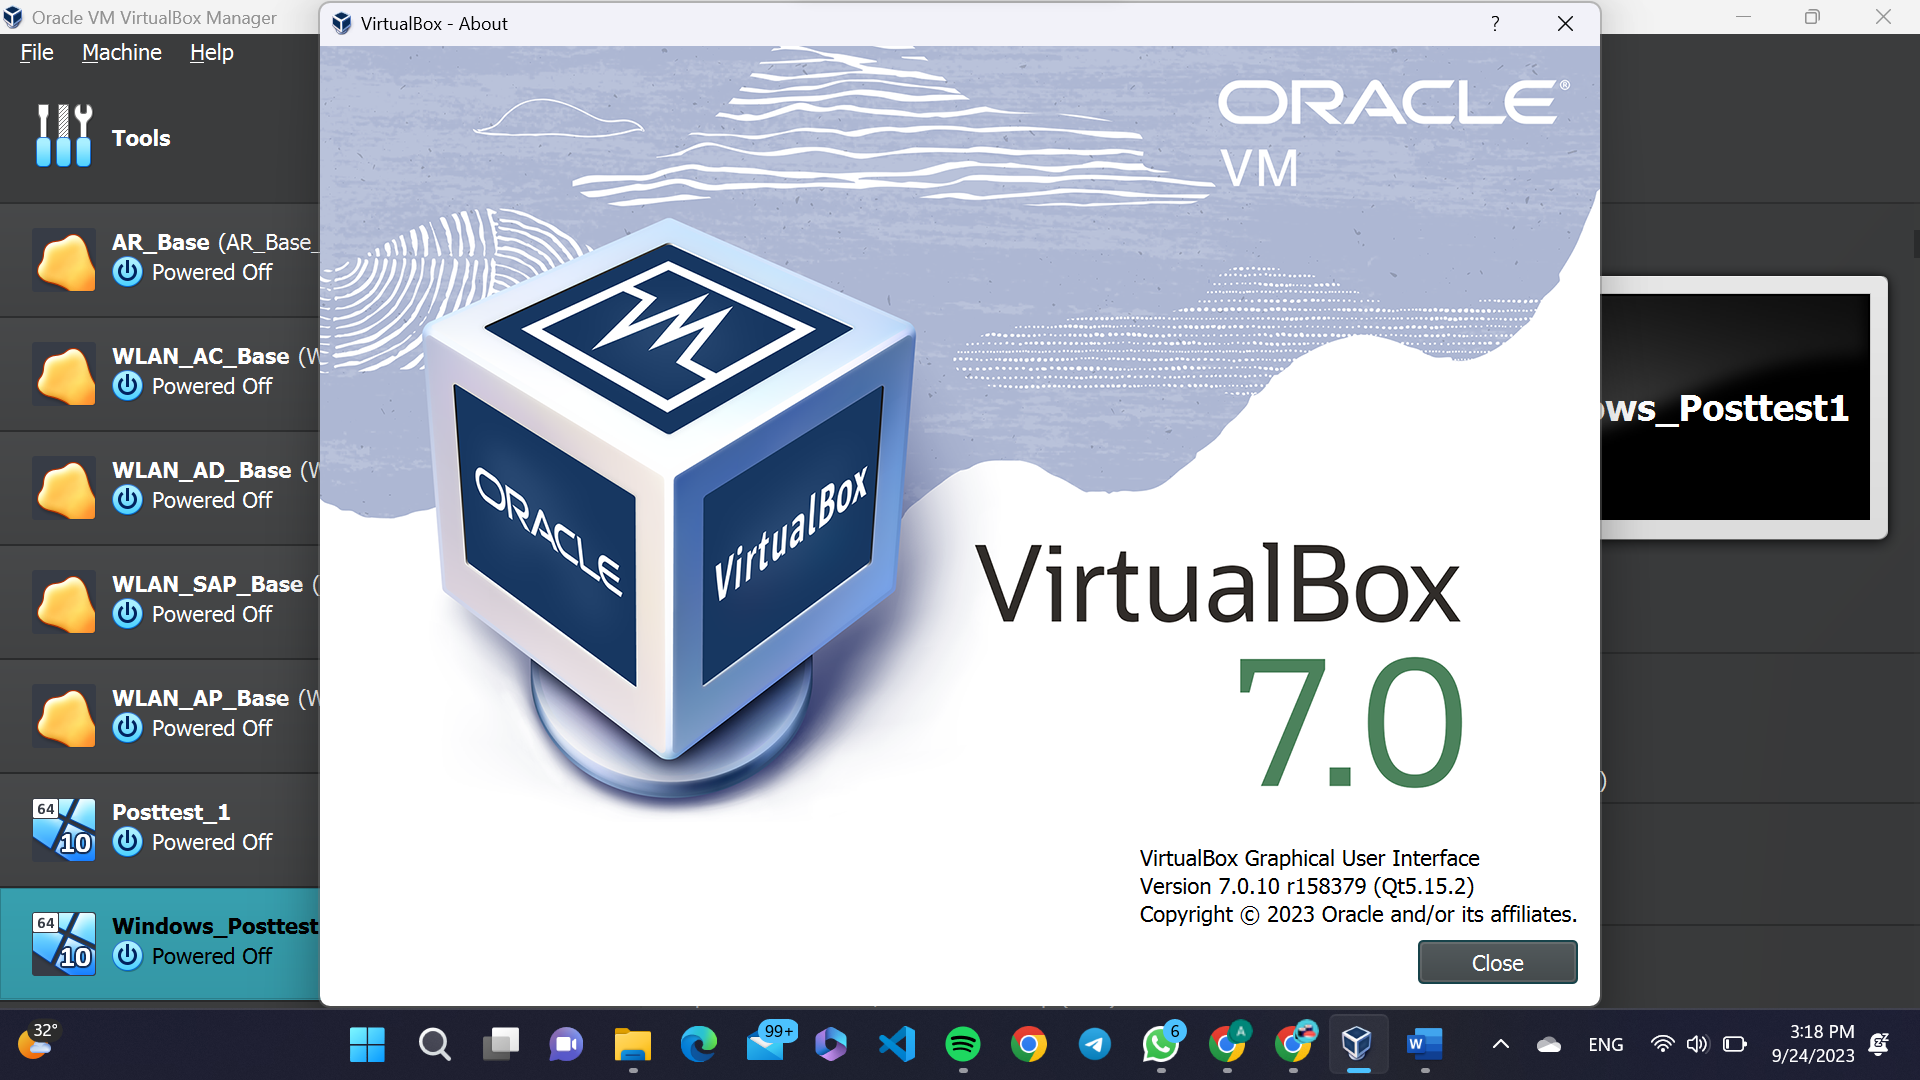 Oracle VM VirtualBox Manager
File Machine Help
Tools
AR_Base (AR_Base_
Powered Off
WLAN_AC_Base (W
Powered Off
WLAN_AD_Base (W
Powered Off
WLAN_SAP_Base (
Powered Off
WLAN_AP_Base (W
Powered Off
64
10
Posttest_1
Powered Off
64
10
Windows_Posttest
Powered Off
VirtualBox - About
?
ORACLE®
VM
ORACLE
VirtualBox
VirtualBox
7.0
VirtualBox Graphical User Interface
Version 7.0.10 r158379 (Qt5.15.2)
Copyright © 2023 Oracle and/or its affiliates.
Close
ows_Posttest1
)
32°
99+
6
A
W
ENG
3:18 PM
9/24/2023